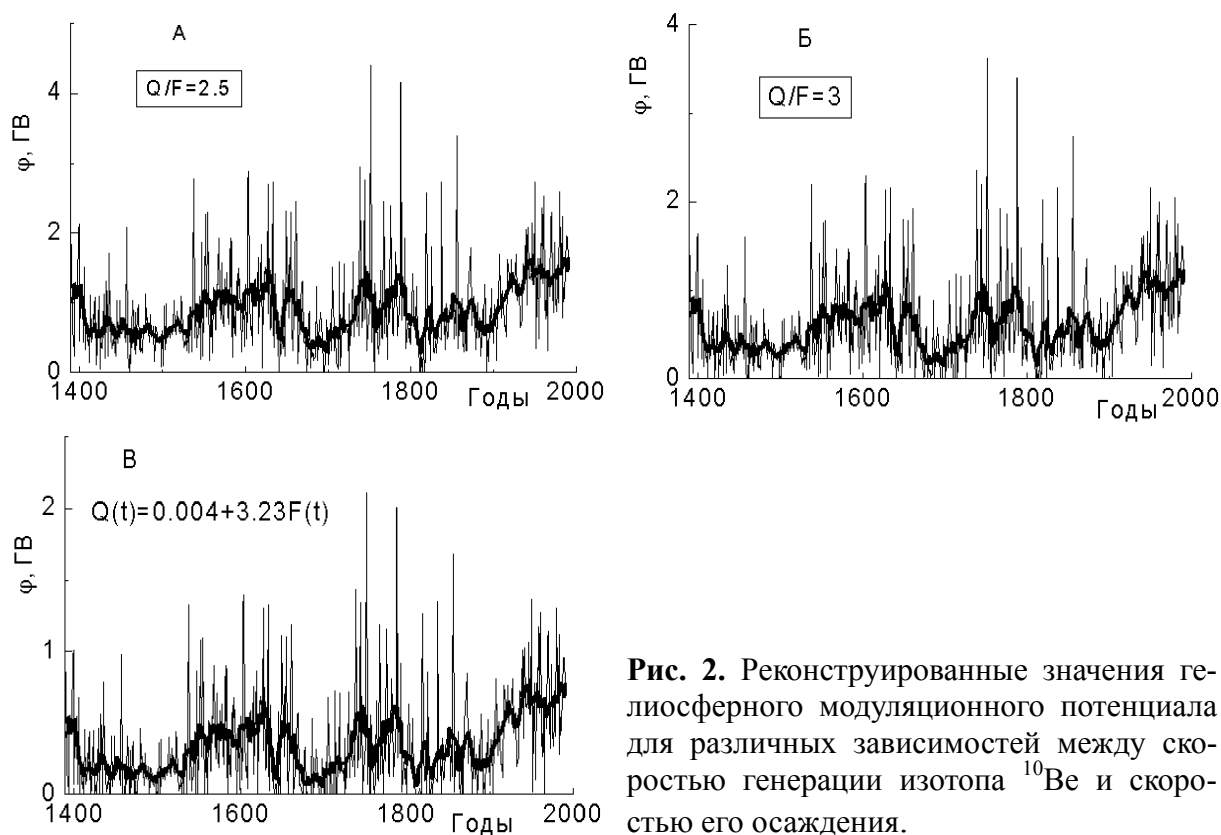 А
Q/F=2.5
φ, ГВ
4
2
0
1400 1600 1800 2000
Годы
Б
Q/F=3
φ, ГВ
4
2
0
1400 1600 1800 2000
Годы
В
Q(t)=0.004+3.23F(t)
φ, ГВ
2
1
0
1400 1600 1800 2000
Годы
Рис. 2. Реконструированные значения ге-
лиосферного модуляционного потенциала
для различных зависимостей между ско-
ростью генерации изотопа ¹⁰Be и скоро-
стью его осаждения.